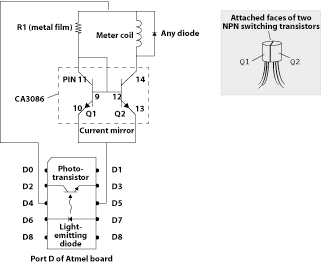 R1 (metal film)
Meter coil
Any diode
Attached faces of two
NPN switching transistors
Q1
Q2
PIN 11
14
CA3086
9
12
10
Q1
Q2
13
Current mirror
D0
Photo-
transistor
D1
D2
D3
D4
D5
D6
Light-
emitting
diode
D7
D8
D8
Port D of Atmel board